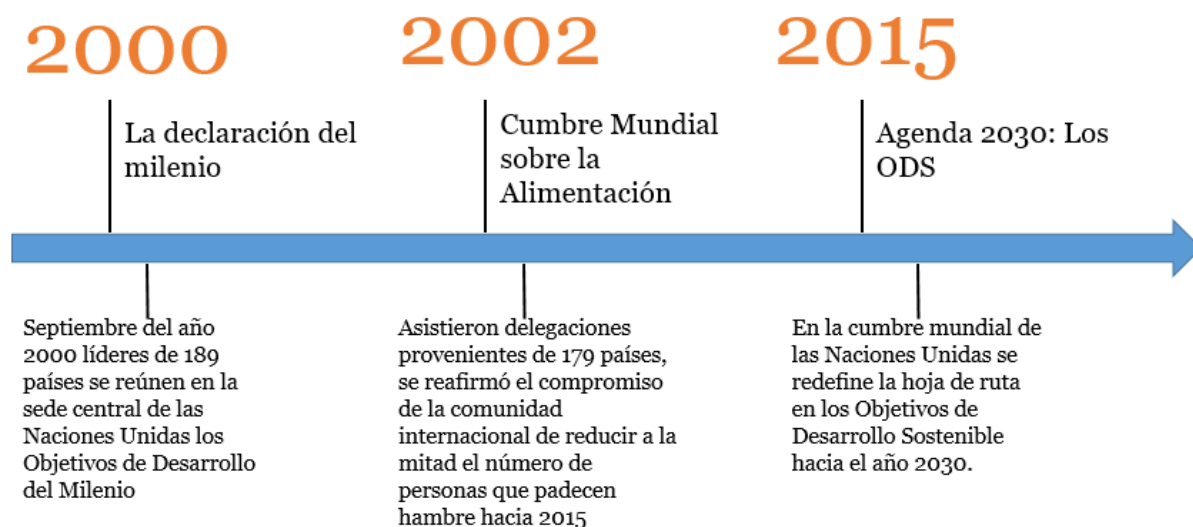 2000
La declaración del
milenio
Septiembre del año
2000 líderes de 189
países se reúnen en la
sede central de las
Naciones Unidas los
Objetivos de Desarrollo
del Milenio
2002
Cumbre Mundial
sobre la
Alimentación
Asistieron delegaciones
provenientes de 179 países,
se reafirmó el compromiso
de la comunidad
internacional de reducir a la
mitad el número de
personas que padecen
hambre hacia 2015
2015
Agenda 2030: Los
ODS
En la cumbre mundial de
las Naciones Unidas se
redefine la hoja de ruta
en los Objetivos de
Desarrollo Sostenible
hacia el año 2030.